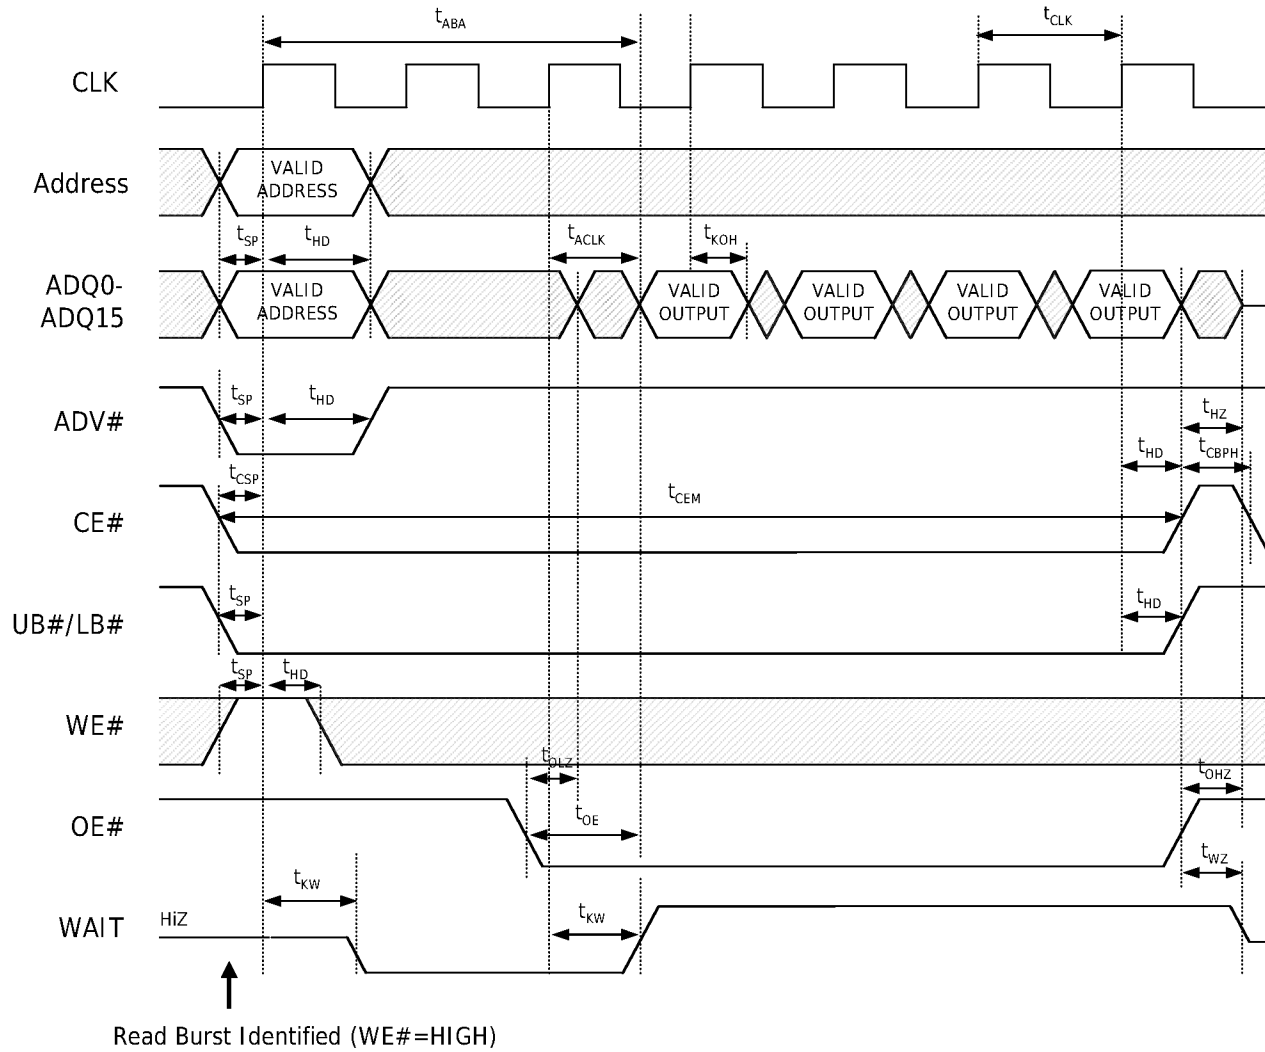 tABA
tCLK
CLK
Address
VALID ADDRESS
tSP
tHD
tACLK
tKOH
ADQ0-
ADQ15
VALID ADDRESS
VALID OUTPUT
VALID OUTPUT
VALID OUTPUT
VALID OUTPUT
ADV#
tSP
tHD
tHZ
tHD
tCBPH
tCSP
CE#
tCEM
UB#/LB#
tSP
tHD
tSP
tHD
WE#
tOLZ
tOHZ
OE#
tOE
tWZ
tKW
WAIT
HiZ
tKW
Read Burst Identified (WE#=HIGH)